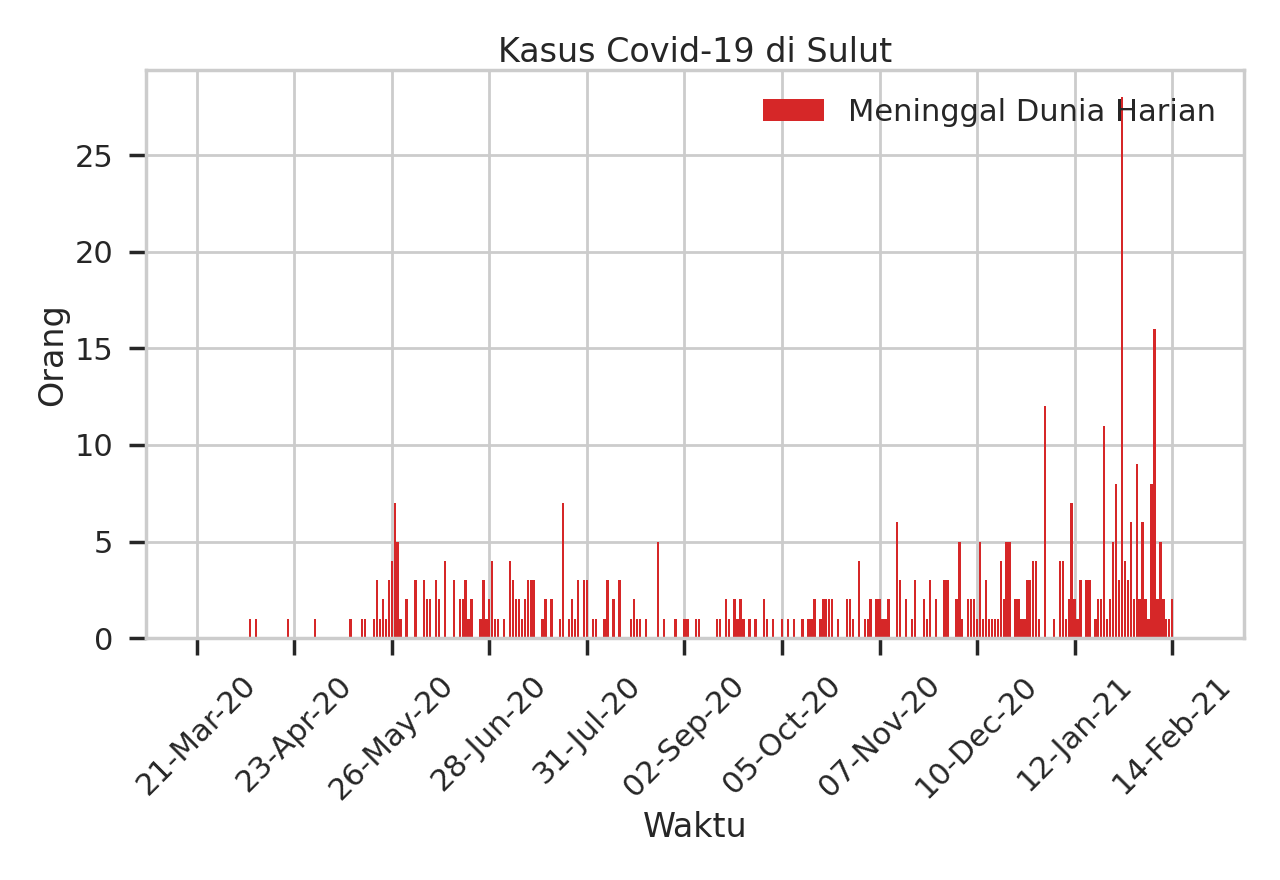 Kasus Covid-19 di Sulut
Meninggal Dunia Harian
25
20
15
10
5
0
Orang
21-Mar-20
23-Apr-20
26-May-20
28-Jun-20
31-Jul-20
02-Sep-20
05-Oct-20
07-Nov-20
10-Dec-20
12-Jan-21
14-Feb-21
Waktu